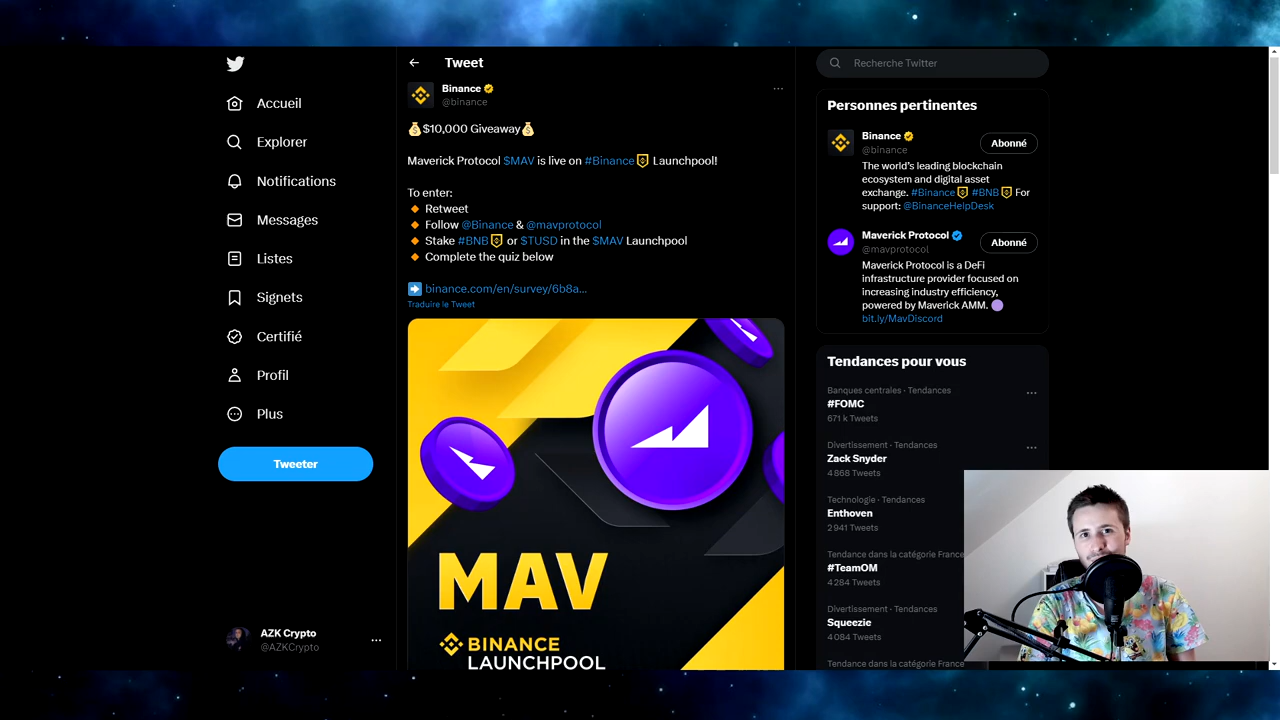 Accueil
Explorer
Notifications
Messages
Listes
Signets
Certifié
Profil
Plus
Tweeter
AZK Crypto
@AZKCrypto
Tweet
Binance
@binance
💰$10,000 Giveaway💰
Maverick Protocol $MAV is live on #Binance Launchpool!
To enter:
🔸 Retweet
🔸 Follow @Binance & @mavprotocol
🔸 Stake #BNB or $TUSD in the $MAV Launchpool
🔸 Complete the quiz below
➡️ binance.com/en/survey/6b8a...
Traduire le Tweet
MAV
BINANCE
LAUNCHPOOL
Recherche Twitter
Personnes pertinentes
Binance
@binance
Abonné
The world's leading blockchain
ecosystem and digital asset
exchange. #Binance #BNB For
support: @BinanceHelpDesk
Maverick Protocol
@mavprotocol
Abonné
Maverick Protocol is a DeFi
infrastructure provider focused on
increasing industry efficiency,
powered by Maverick AMM. 🟣
bit.ly/MavDiscord
Tendances pour vous
Banques centrales · Tendances
#FOMC
671 k Tweets
Divertissement · Tendances
Zack Snyder
4 868 Tweets
Technologie · Tendances
Enthoven
2 941 Tweets
Tendance dans la catégorie France
#TeamOM
4 284 Tweets
Divertissement · Tendances
Squeezie
4 084 Tweets
Tendance dans la catégorie France